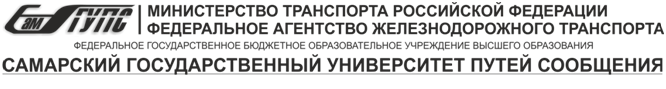 СамГУПС
МИНИСТЕРСТВО ТРАНСПОРТА РОССИЙСКОЙ ФЕДЕРАЦИИ
ФЕДЕРАЛЬНОЕ АГЕНТСТВО ЖЕЛЕЗНОДОРОЖНОГО ТРАНСПОРТА
ФЕДЕРАЛЬНОЕ ГОСУДАРСТВЕННОЕ БЮДЖЕТНОЕ ОБРАЗОВАТЕЛЬНОЕ УЧРЕЖДЕНИЕ ВЫСШЕГО ОБРАЗОВАНИЯ
САМАРСКИЙ ГОСУДАРСТВЕННЫЙ УНИВЕРСИТЕТ ПУТЕЙ СООБЩЕНИЯ